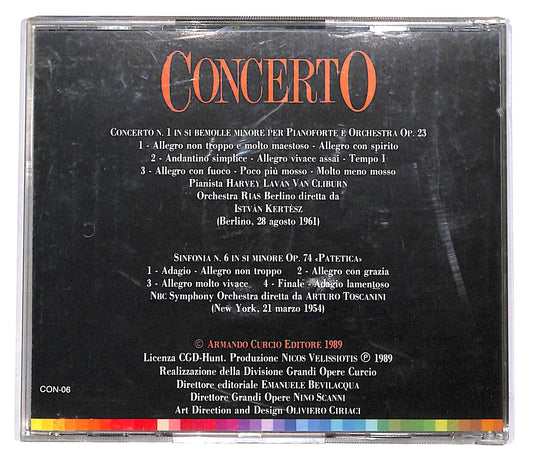 CONCERTO
CONCERTO N. 1 IN SI BEMOLLE MINORE PER PIANOFORTE E ORCHESTRA OP. 23
1 - Allegro non troppo e molto maestoso - Allegro con spirito
2 - Andantino simplice - Allegro vivace assai - Tempo 1
3 - Allegro con fuoco - Poco più mosso - Molto meno mosso
Pianista HARVEY LAVAN VAN CLIBURN
Orchestra RIAS Berlino diretta da
ISTVÁN KERTÉSZ
(Berlino, 28 agosto 1961)
SINFONIA N. 6 IN SI MINORE OP. 74 «PATETICA»
1 - Adagio - Allegro non troppo 2 - Allegro con grazia
3 - Allegro molto vivace. 4 - Finale - Adagio lamentoso
NBC Symphony Orchestra diretta da ARTURO TOSCANINI
(New York, 21 marzo 1954)
© ARMANDO CURCIO EDITORE 1989
Licenza CGD-Hunt. Produzione NICOS VELISSIOTIS ℗ 1989
Realizzazione della Divisione Grandi Opere Curcio
Direttore editoriale EMANUELE BEVILACQUA
Direttore Grandi Opere NINO SCANNI
Art Direction and Design OLIVIERO CIRIACI
CON-06